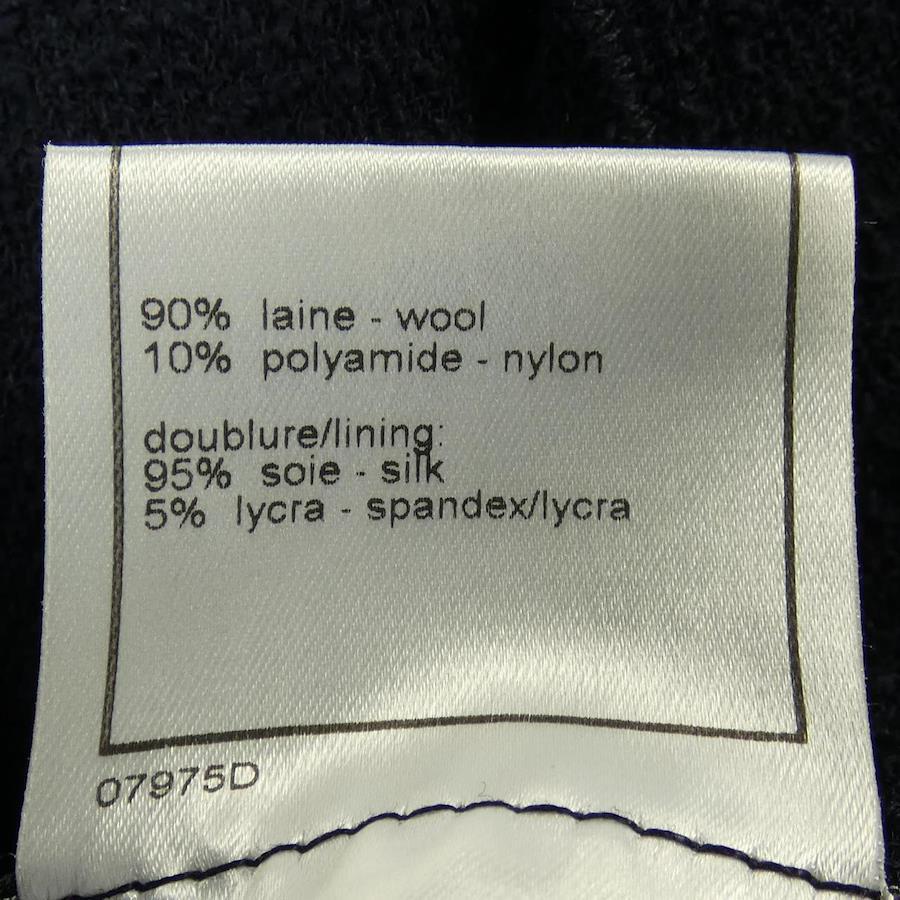 90% laine - wool
10% polyamide - nylon
doublure/lining:
95% soie - silk
5% lycra - spandex/lycra
07975D